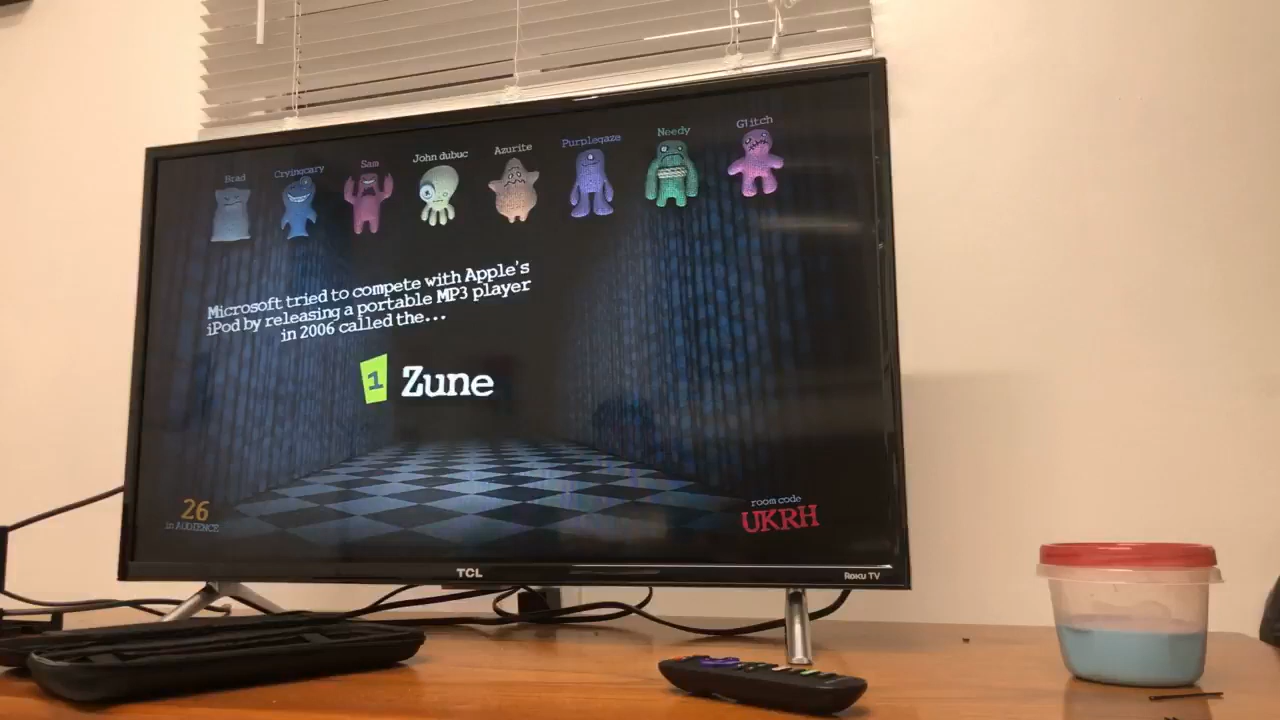 Brad
Cryingcary
Sam
John dubuc
Azurite
Purplegaze
Needy
Glitch
Microsoft tried to compete with Apple's
iPod by releasing a portable MP3 player
in 2006 called the...
1 Zune
26
in AUDIENCE
room code
UKRH
TCL
Roku TV